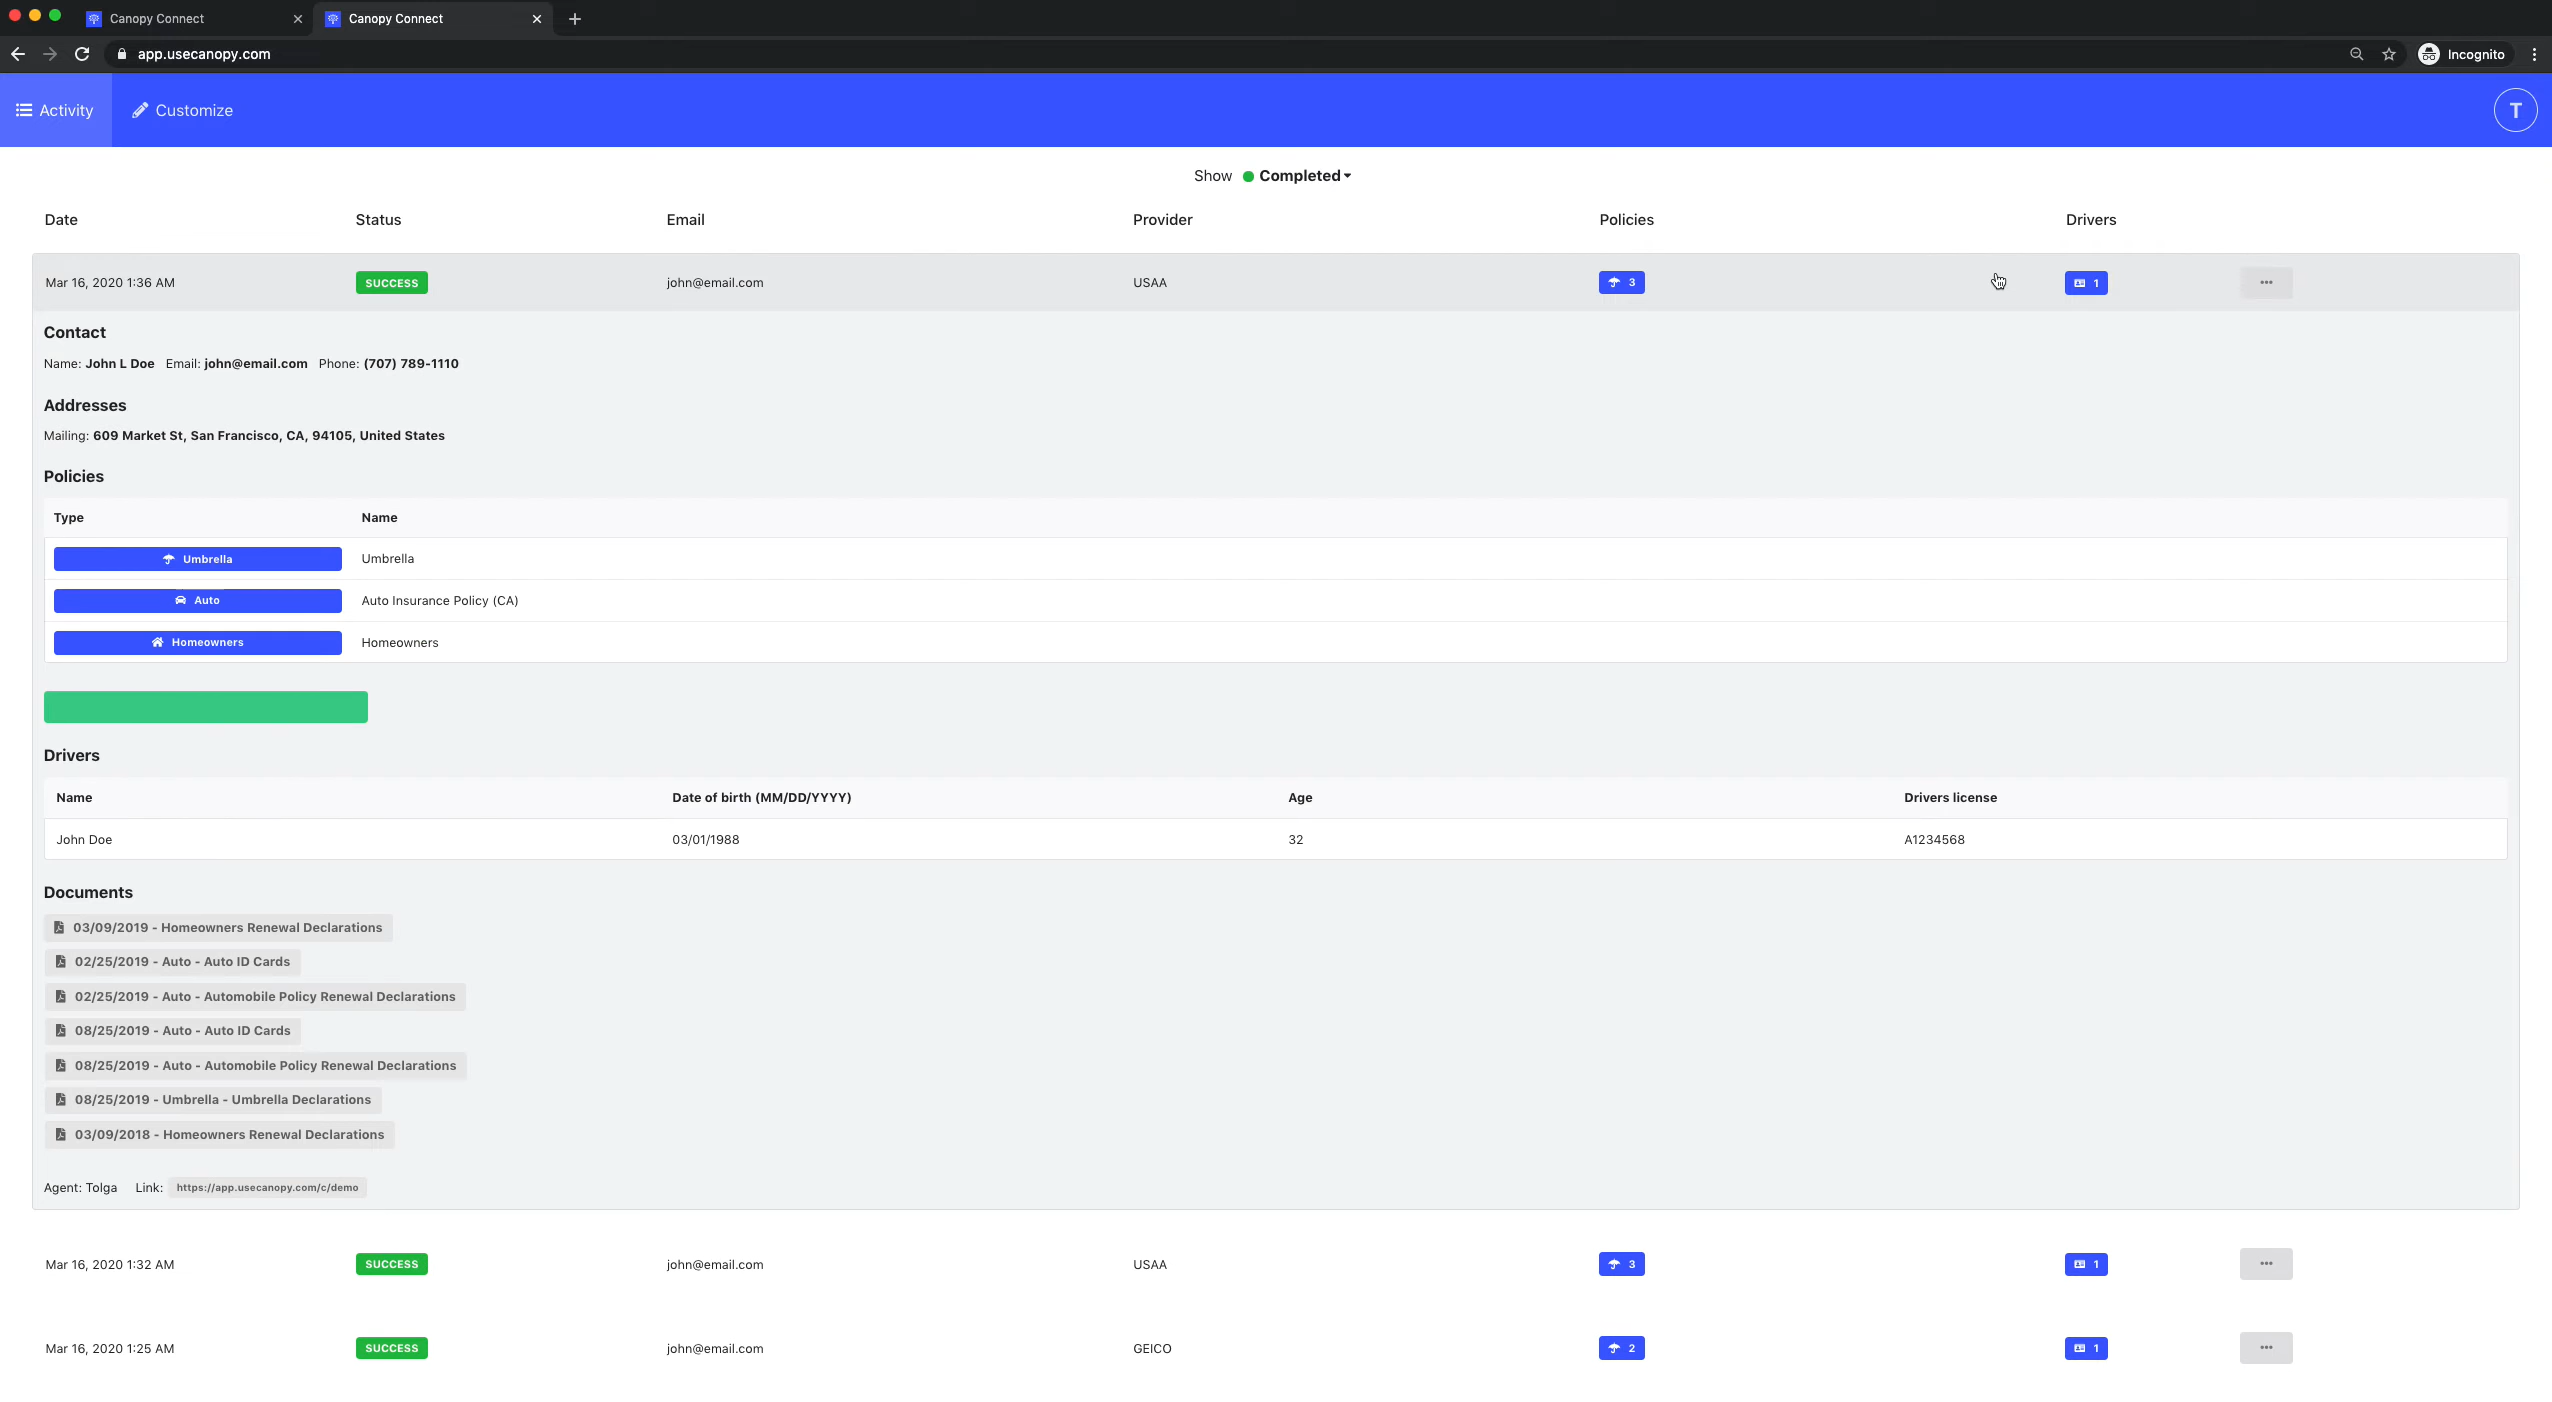 Canopy Connect
Canopy Connect
app.usecanopy.com
Incognito
Activity
Customize
T
Show Completed
Date Status Email Provider Policies Drivers
Mar 16, 2020 1:36 AM SUCCESS john@email.com USAA 3 1 •••
Contact
Name: John L Doe Email: john@email.com Phone: (707) 789-1110
Addresses
Mailing: 609 Market St, San Francisco, CA, 94105, United States
Policies
Type Name
Umbrella Umbrella
Auto Auto Insurance Policy (CA)
Homeowners Homeowners
Drivers
Name Date of birth (MM/DD/YYYY) Age Drivers license
John Doe 03/01/1988 32 A1234568
Documents
03/09/2019 - Homeowners Renewal Declarations
02/25/2019 - Auto - Auto ID Cards
02/25/2019 - Auto - Automobile Policy Renewal Declarations
08/25/2019 - Auto - Auto ID Cards
08/25/2019 - Auto - Automobile Policy Renewal Declarations
08/25/2019 - Umbrella - Umbrella Declarations
03/09/2018 - Homeowners Renewal Declarations
Agent: Tolga Link: https://app.usecanopy.com/c/demo
Mar 16, 2020 1:32 AM SUCCESS john@email.com USAA 3 1 •••
Mar 16, 2020 1:25 AM SUCCESS john@email.com GEICO 2 1 •••